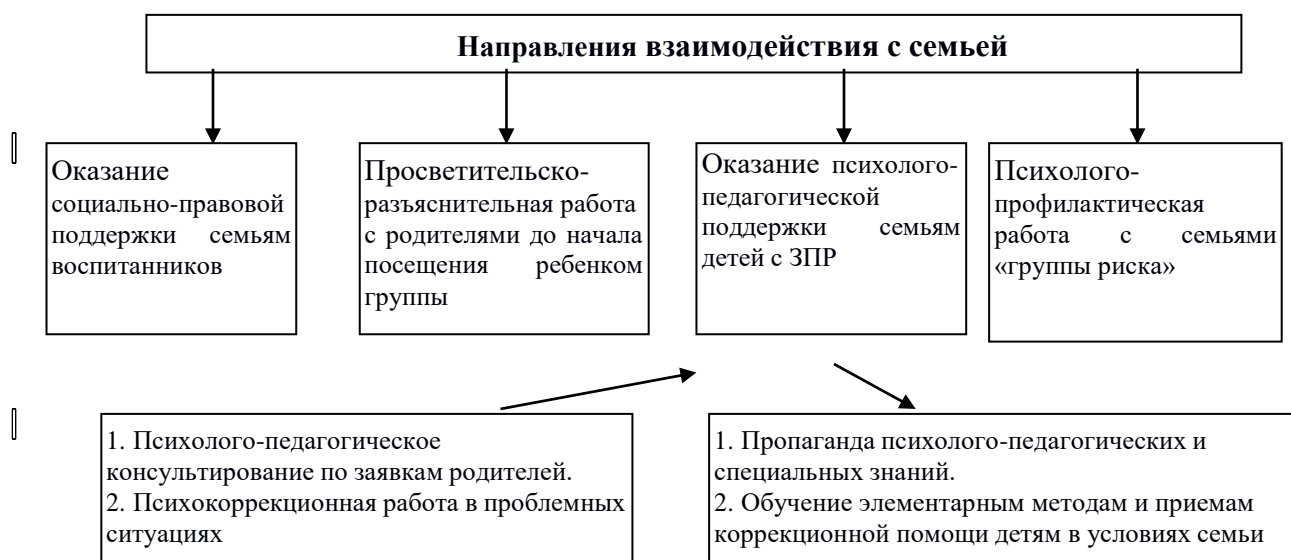 Направления взаимодействия с семьей
Оказание
социально-правовой
поддержки семьям
воспитанников
Просветительско-
разъяснительная работа
с родителями до начала
посещения ребенком
группы
Оказание психолого-
педагогической
поддержки семьям
детей с ЗПР
Психолого-
профилактическая
работа с семьями
«группы риска»
1. Психолого-педагогическое
консультирование по заявкам родителей.
2. Психокоррекционная работа в проблемных
ситуациях
1. Пропаганда психолого-педагогических и
специальных знаний.
2. Обучение элементарным методам и приемам
коррекционной помощи детям в условиях семьи